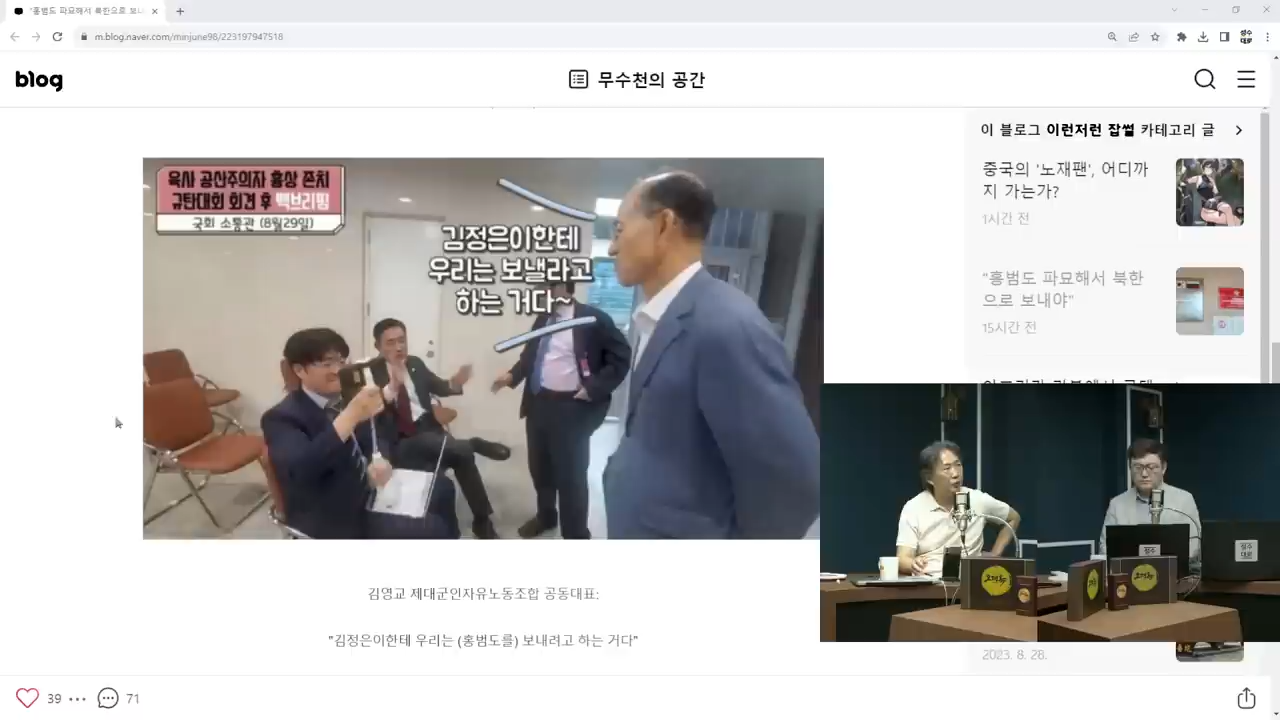 "홍범도 파묘해서 북한으로 보내
m.blog.naver.com/minjune98/223197947518
blog
무수천의 공간
이 블로그 이런저런 잡썰 카테고리 글
중국의 '노재팬', 어디까
지 가는가?
1시간 전
"홍범도 파묘해서 북한
으로 보내야"
15시간 전
육사 공산주의자 흉상 존치
규탄대회 회견 후 백브리핑
국회 소통관 (8월29일)
김정은이한테
우리는 보낼라고
하는 거다~
김영교 제대군인자유노동조합 공동대표:
"김정은이한테 우리는 (홍범도를) 보내려고 하는 거다"
2023. 8. 28.
39
71